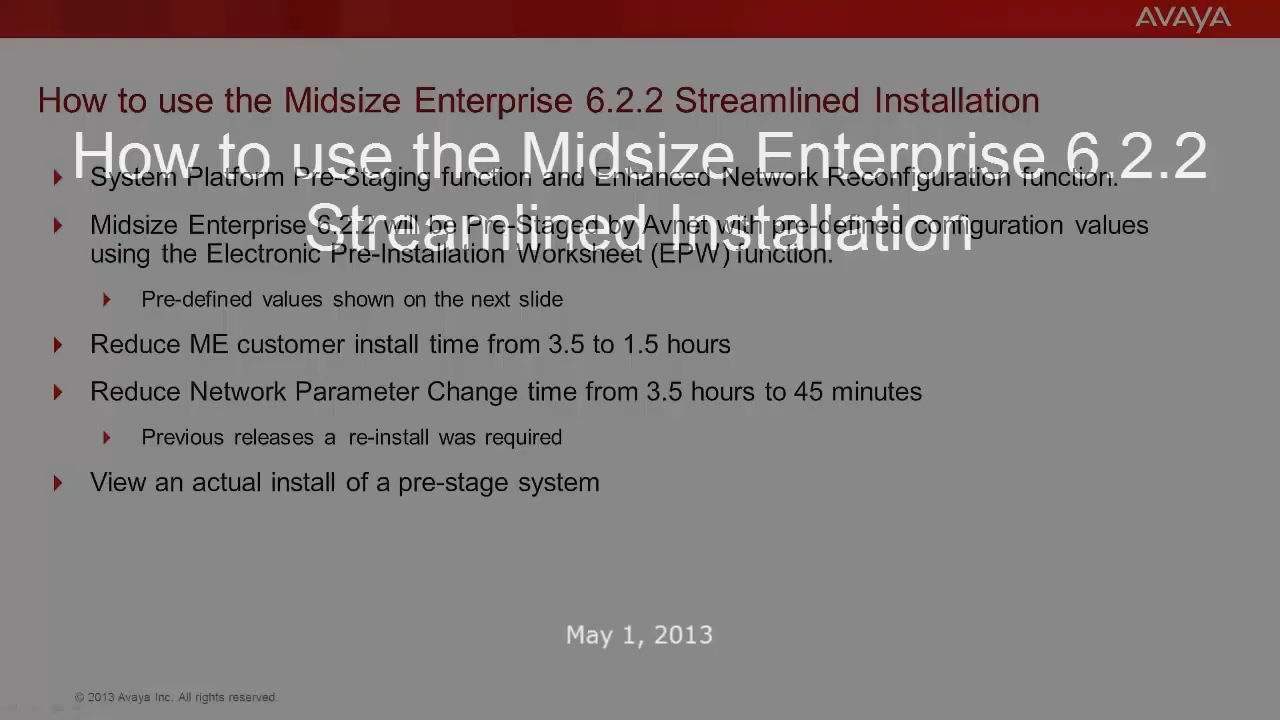 AVAYA
How to use the Midsize Enterprise 6.2.2 Streamlined Installation
How to use the Midsize Enterprise 6.2.2
Streamlined Installation
System Platform Pre-Staging function and Enhanced Network Reconfiguration function.
Midsize Enterprise 6.2.2 will be Pre-Staged by Avnet with pre-defined configuration values
using the Electronic Pre-Installation Worksheet (EPW) function.
Pre-defined values shown on the next slide
Reduce ME customer install time from 3.5 to 1.5 hours
Reduce Network Parameter Change time from 3.5 hours to 45 minutes
Previous releases a re-install was required
View an actual install of a pre-stage system
May 1, 2013
© 2013 Avaya Inc. All rights reserved.